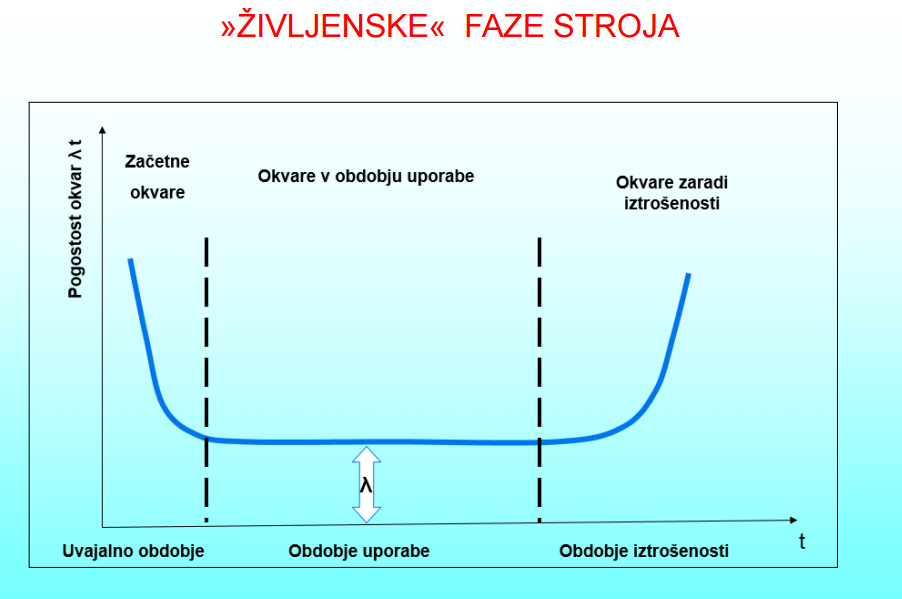 »ŽIVLJENSKE« FAZE STROJA
Pogostost okvar λ t
Začetne
okvare
Okvare v obdobju uporabe
Okvare zaradi
iztrošenosti
λ
t
Uvajalno obdobje
Obdobje uporabe
Obdobje iztrošenosti